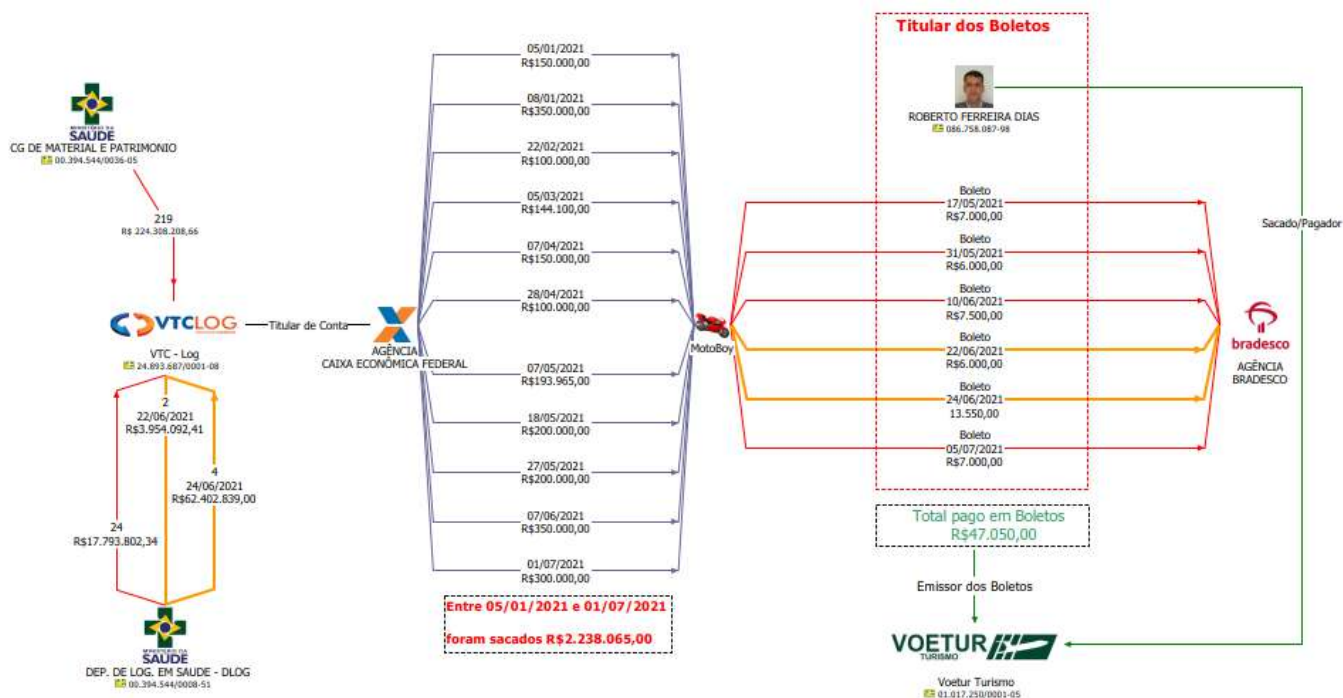 Titular dos Boletos
ROBERTO FERREIRA DIAS
086.758.087-98
MINISTÉRIO DA
SAÚDE
CG DE MATERIAL E PATRIMONIO
00.394.544/0036-05
219
R$ 224.308.208,66
VTCLOG
VTC - Log
24.893.687/0001-08
Titular de Conta
AGÊNCIA
CAIXA ECONÔMICA FEDERAL
2
22/06/2021
R$3.954.092,41
4
24/06/2021
R$62.402.839,00
24
R$17.793.802,34
MINISTÉRIO DA
SAÚDE
DEP. DE LOG. EM SAUDE - DLOG
00.394.544/0008-51
05/01/2021
R$150.000,00
08/01/2021
R$350.000,00
22/02/2021
R$100.000,00
05/03/2021
R$144.100,00
07/04/2021
R$150.000,00
28/04/2021
R$100.000,00
07/05/2021
R$193.965,00
18/05/2021
R$200.000,00
27/05/2021
R$200.000,00
07/06/2021
R$350.000,00
01/07/2021
R$300.000,00
Entre 05/01/2021 e 01/07/2021
foram sacados R$2.238.065,00
MotoBoy
Boleto
17/05/2021
R$7.000,00
Boleto
31/05/2021
R$6.000,00
Boleto
10/06/2021
R$7.500,00
Boleto
22/06/2021
R$6.000,00
Boleto
24/06/2021
13.550,00
Boleto
05/07/2021
R$7.000,00
bradesco
AGÊNCIA
BRADESCO
Sacado/Pagador
Total pago em Boletos
R$47.050,00
Emissor dos Boletos
VOETUR
TURISMO
Voetur Turismo
01.017.250/0001-05